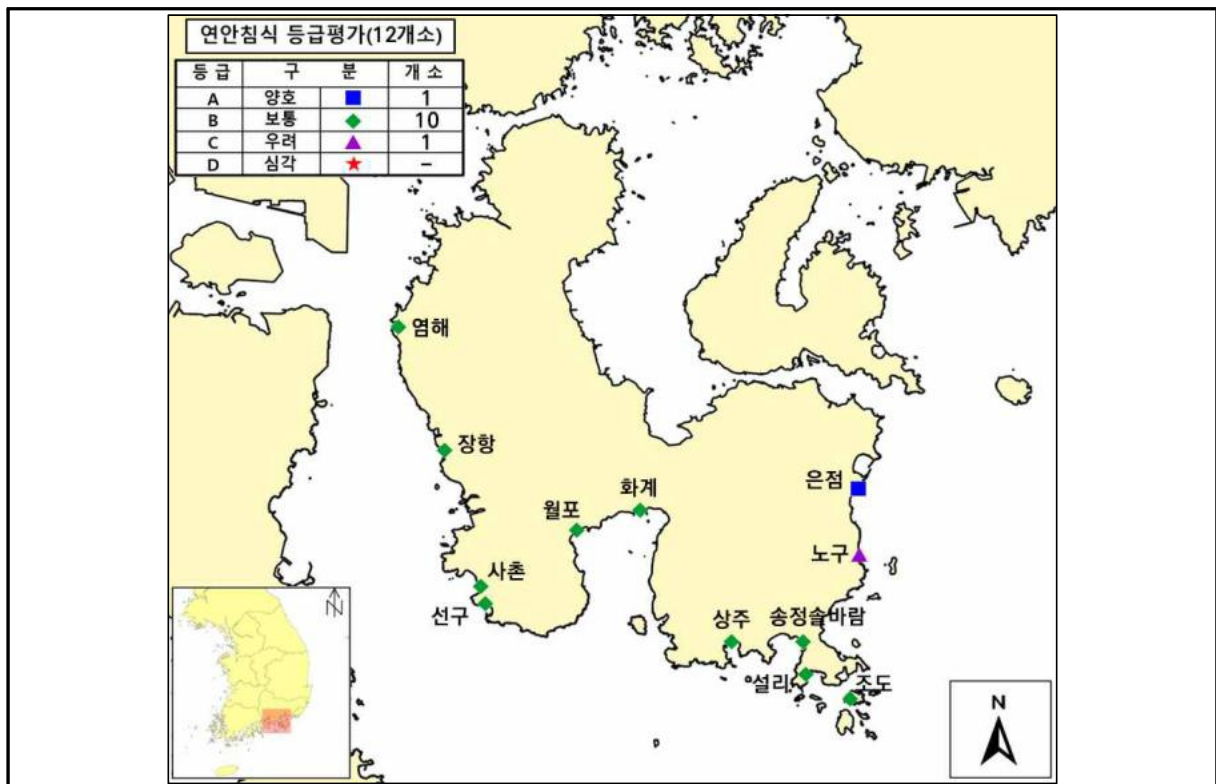 연안침식 등급평가(12개소)
등 급 구 분 개 소
A 양호 1
B 보통 10
C 우려 1
D 심각 –
염해
장항
은점
화계
월포
노구
사촌
선구
상주 송정솔바람
설리 조도
N
N